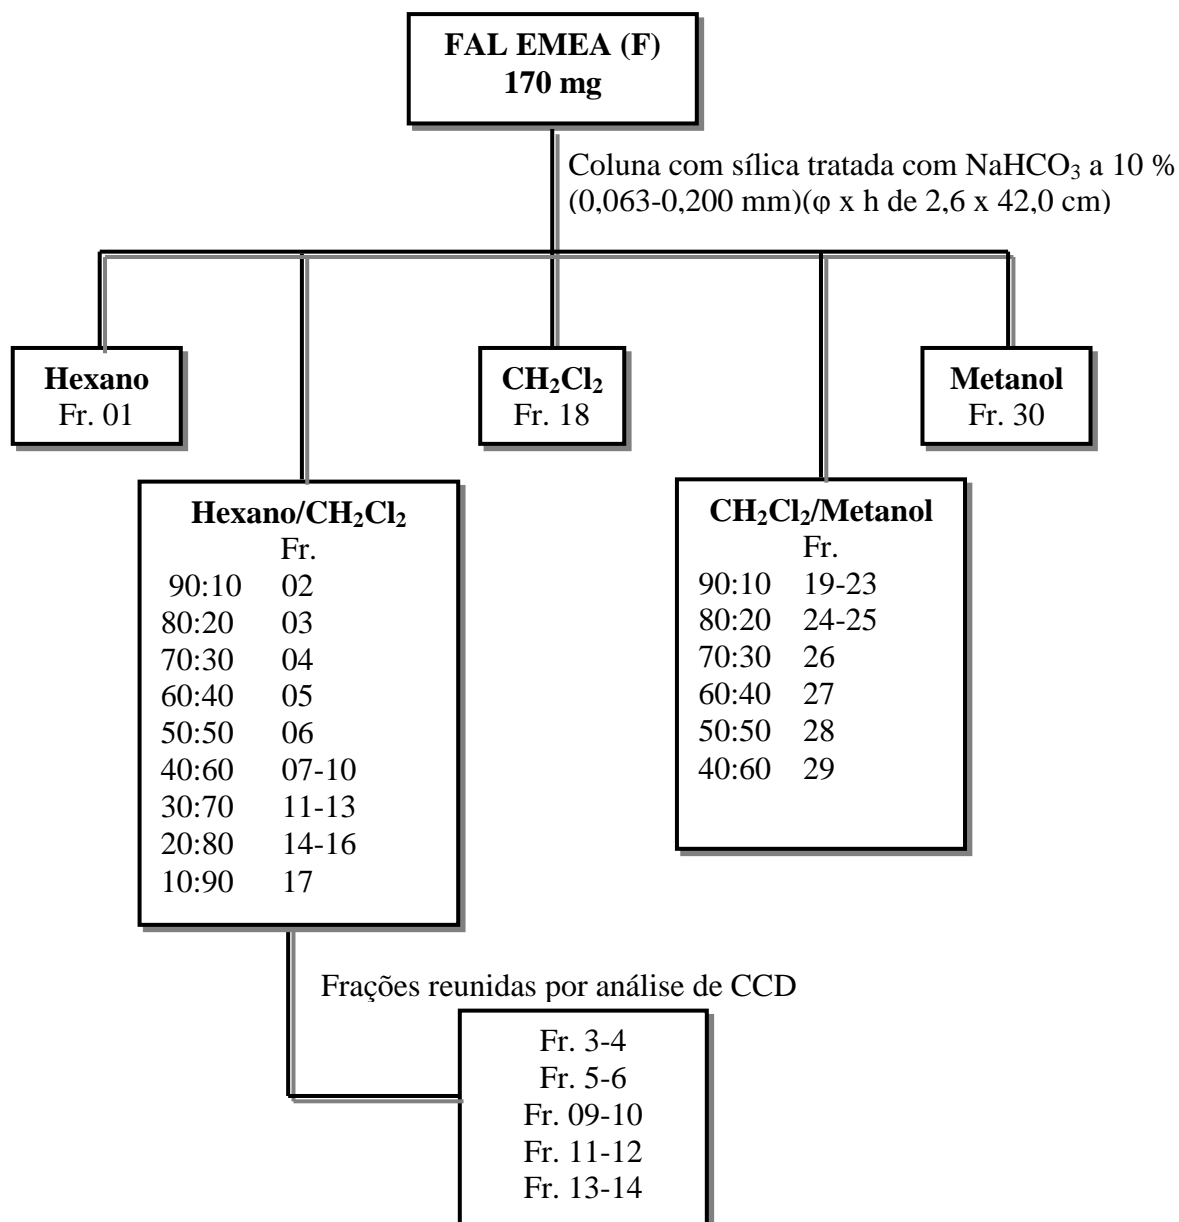 FAL EMEA (F)
170 mg
Coluna com sílica tratada com NaHCO₃ a 10 %
(0,063-0,200 mm)(φ x h de 2,6 x 42,0 cm)
Hexano
Fr. 01
CH₂Cl₂
Fr. 18
Metanol
Fr. 30
Hexano/CH₂Cl₂
Fr.
90:10 02
80:20 03
70:30 04
60:40 05
50:50 06
40:60 07-10
30:70 11-13
20:80 14-16
10:90 17
CH₂Cl₂/Metanol
Fr.
90:10 19-23
80:20 24-25
70:30 26
60:40 27
50:50 28
40:60 29
Frações reunidas por análise de CCD
Fr. 3-4
Fr. 5-6
Fr. 09-10
Fr. 11-12
Fr. 13-14